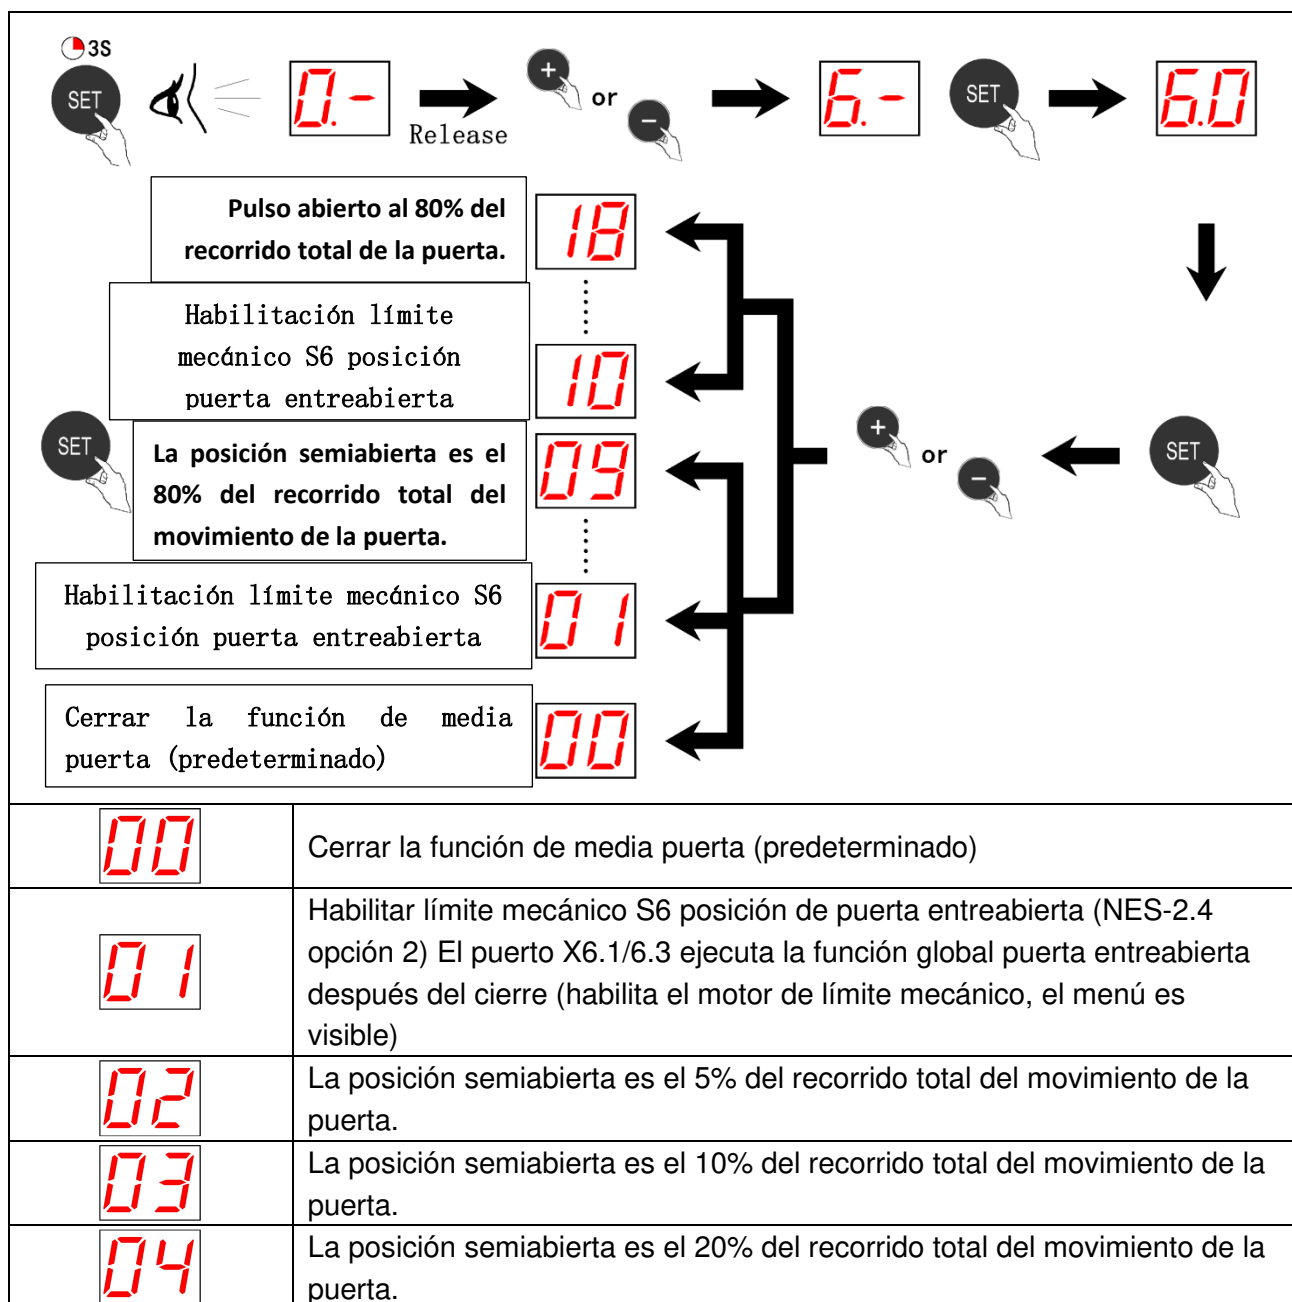 3S
SET
0.-
Release
+
or
-
6.-
SET
6.0
Pulso abierto al 80% del
recorrido total de la puerta.
18
Habilitación límite
mecánico S6 posición
puerta entreabierta
10
SET
La posición semiabierta es el
80% del recorrido total del
movimiento de la puerta.
09
+
or
-
SET
Habilitación límite mecánico S6
posición puerta entreabierta
01
Cerrar la función de media
puerta (predeterminado)
00
00
Cerrar la función de media puerta (predeterminado)
01
Habilitar límite mecánico S6 posición de puerta entreabierta (NES-2.4
opción 2) El puerto X6.1/6.3 ejecuta la función global puerta entreabierta
después del cierre (habilita el motor de límite mecánico, el menú es
visible)
02
La posición semiabierta es el 5% del recorrido total del movimiento de la
puerta.
03
La posición semiabierta es el 10% del recorrido total del movimiento de la
puerta.
04
La posición semiabierta es el 20% del recorrido total del movimiento de la
puerta.